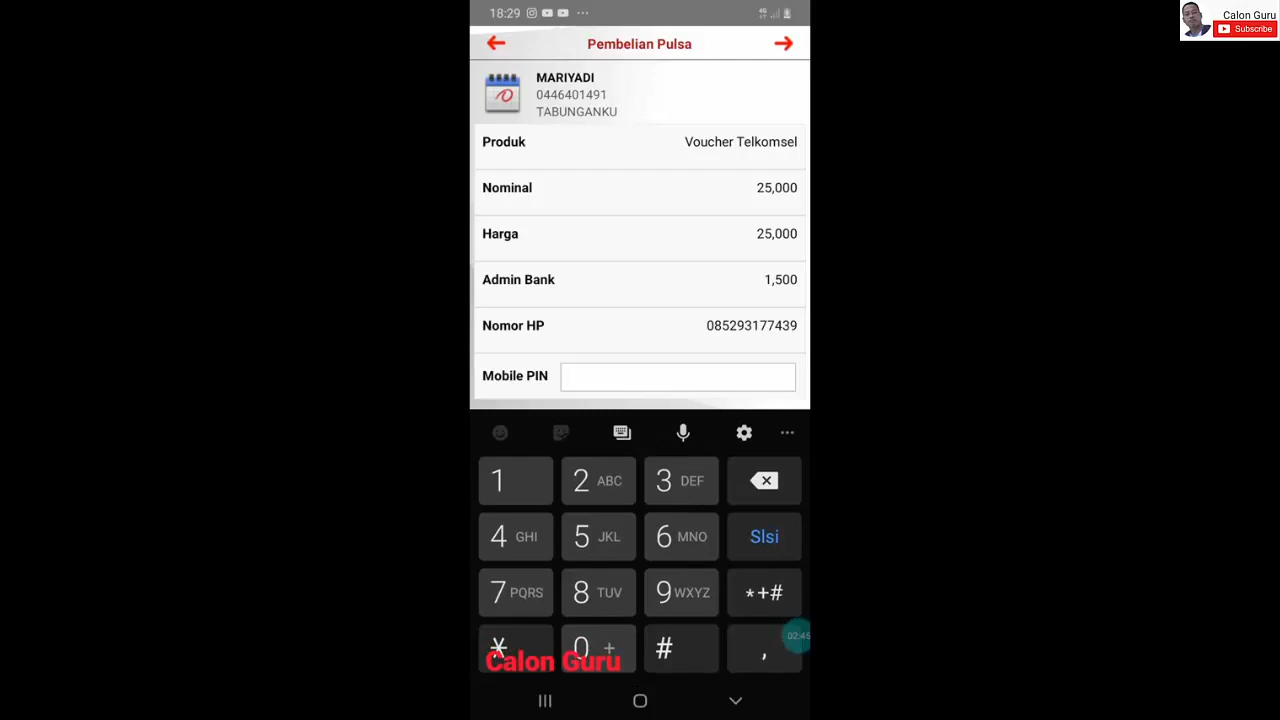 18:29
Calon Guru
Subscribe
Pembelian Pulsa
MARIYADI
0446401491
TABUNGANKU
Produk Voucher Telkomsel
Nominal 25,000
Harga 25,000
Admin Bank 1,500
Nomor HP 085293177439
Mobile PIN
1 2 ABC 3 DEF
4 GHI 5 JKL 6 MNO Slsi
7 PQRS 8 TUV 9 WXYZ *+#
* 0 + # ,
02:45
Calon Guru